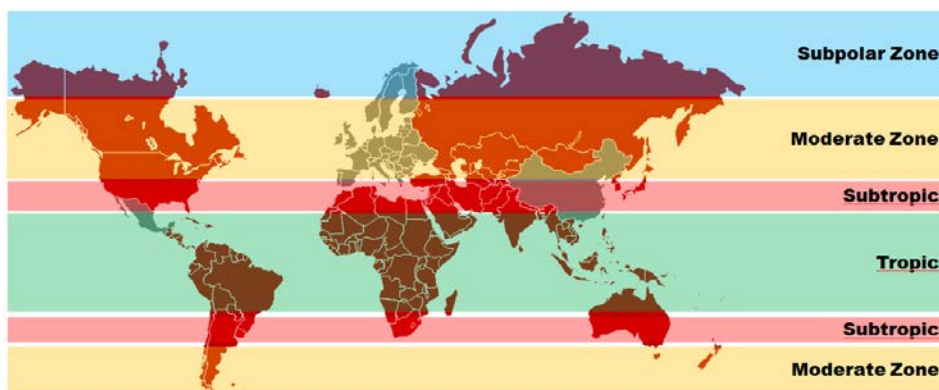 Subpolar Zone
Moderate Zone
Subtropic
Tropic
Subtropic
Moderate Zone